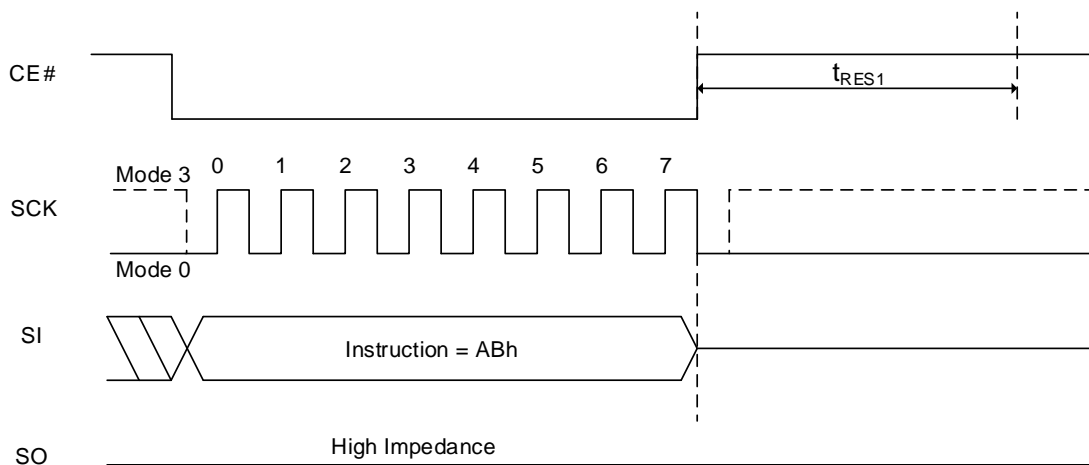 CE#
tRES1
0 1 2 3 4 5 6 7
Mode 3
SCK
Mode 0
SI
Instruction = ABh
High Impedance
SO